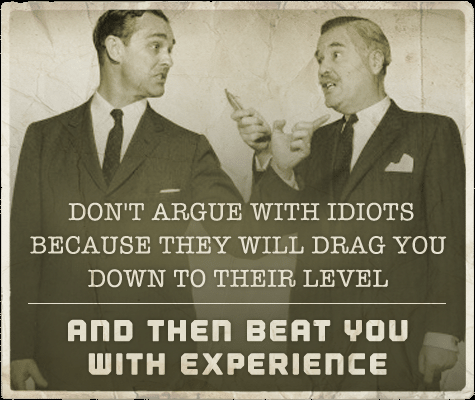 DON'T ARGUE WITH IDIOTS
BECAUSE THEY WILL DRAG YOU
DOWN TO THEIR LEVEL
AND THEN BEAT YOU
WITH EXPERIENCE